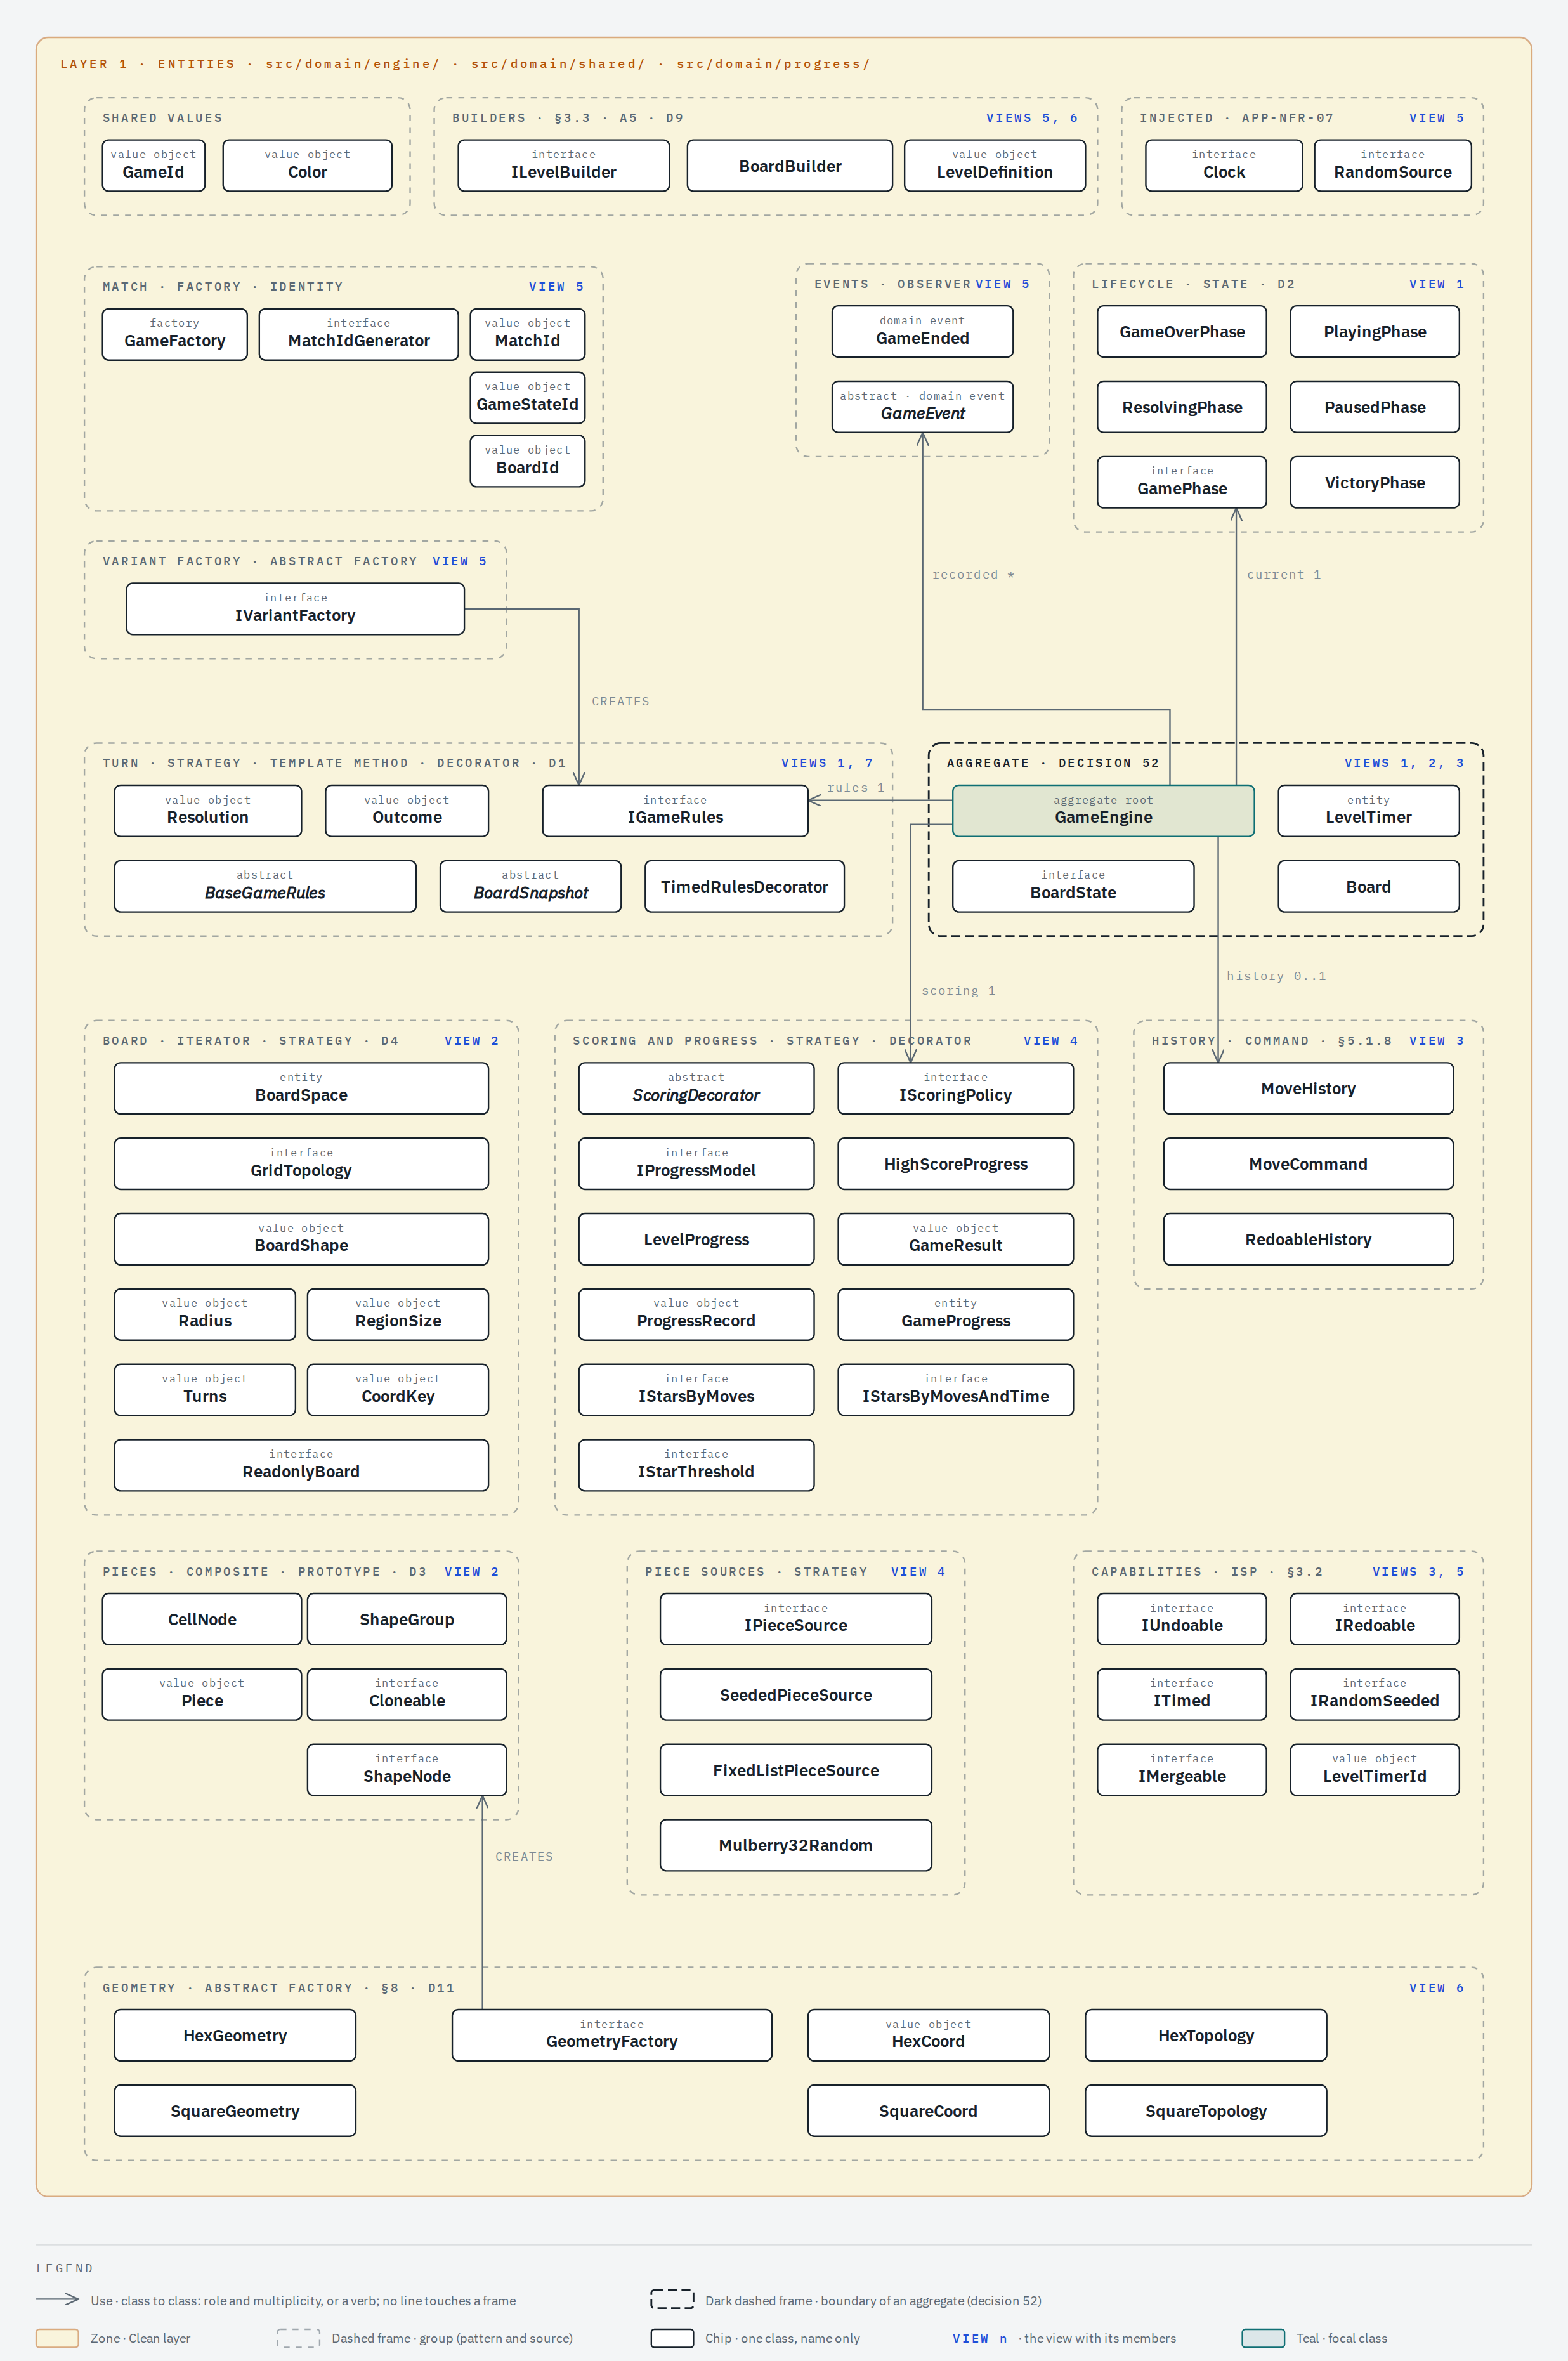 LAYER 1 · ENTITIES · src/domain/engine/ · src/domain/shared/ · src/domain/progress/
SHARED VALUES
value object
GameId
value object
Color
BUILDERS · §3.3 · A5 · D9
VIEWS 5, 6
interface
ILevelBuilder
BoardBuilder
value object
LevelDefinition
INJECTED · APP-NFR-07
VIEW 5
interface
Clock
interface
RandomSource
MATCH · FACTORY · IDENTITY
VIEW 5
factory
GameFactory
interface
MatchIdGenerator
value object
MatchId
value object
GameStateId
value object
BoardId
EVENTS · OBSERVER
VIEW 5
domain event
GameEnded
abstract · domain event
GameEvent
LIFECYCLE · STATE · D2
VIEW 1
GameOverPhase
PlayingPhase
ResolvingPhase
PausedPhase
interface
GamePhase
VictoryPhase
VARIANT FACTORY · ABSTRACT FACTORY
VIEW 5
interface
IVariantFactory
recorded *
current 1
CREATES
TURN · STRATEGY · TEMPLATE METHOD · DECORATOR · D1
VIEWS 1, 7
value object
Resolution
value object
Outcome
interface
IGameRules
abstract
BaseGameRules
abstract
BoardSnapshot
TimedRulesDecorator
rules 1
AGGREGATE · DECISION 52
VIEWS 1, 2, 3
aggregate root
GameEngine
entity
LevelTimer
interface
BoardState
Board
scoring 1
history 0..1
BOARD · ITERATOR · STRATEGY · D4
VIEW 2
entity
BoardSpace
interface
GridTopology
value object
BoardShape
value object
Radius
value object
RegionSize
value object
Turns
value object
CoordKey
interface
ReadonlyBoard
SCORING AND PROGRESS · STRATEGY · DECORATOR
VIEW 4
abstract
ScoringDecorator
interface
IScoringPolicy
interface
IProgressModel
HighScoreProgress
LevelProgress
value object
GameResult
value object
ProgressRecord
entity
GameProgress
interface
IStarsByMoves
interface
IStarsByMovesAndTime
interface
IStarThreshold
HISTORY · COMMAND · §5.1.8
VIEW 3
MoveHistory
MoveCommand
RedoableHistory
PIECES · COMPOSITE · PROTOTYPE · D3
VIEW 2
CellNode
ShapeGroup
value object
Piece
interface
Cloneable
interface
ShapeNode
PIECE SOURCES · STRATEGY
VIEW 4
interface
IPieceSource
SeededPieceSource
FixedListPieceSource
Mulberry32Random
CAPABILITIES · ISP · §3.2
VIEWS 3, 5
interface
IUndoable
interface
IRedoable
interface
ITimed
interface
IRandomSeeded
interface
IMergeable
value object
LevelTimerId
CREATES
GEOMETRY · ABSTRACT FACTORY · §8 · D11
VIEW 6
HexGeometry
interface
GeometryFactory
value object
HexCoord
HexTopology
SquareGeometry
SquareCoord
SquareTopology
LEGEND
Use · class to class: role and multiplicity, or a verb; no line touches a frame
Dark dashed frame · boundary of an aggregate (decision 52)
Zone · Clean layer
Dashed frame · group (pattern and source)
Chip · one class, name only
VIEW n · the view with its members
Teal · focal class